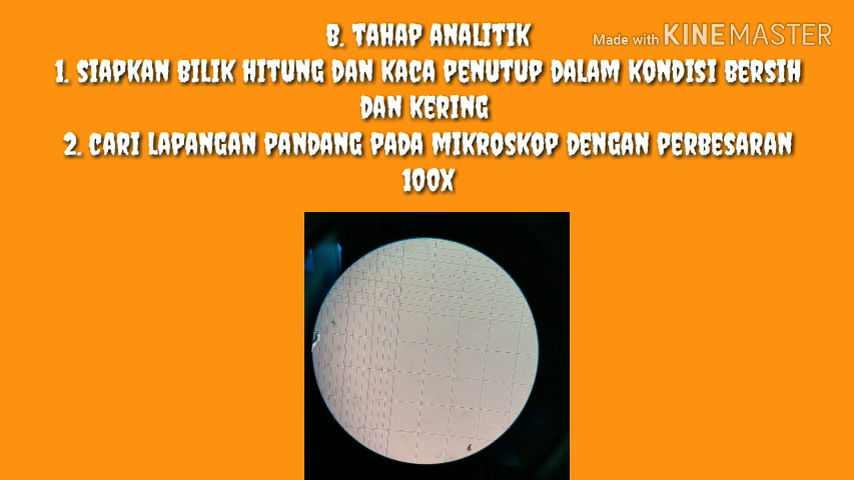 B. TAHAP ANALITIK
Made with KINEMASTER
1. SIAPKAN BILIK HITUNG DAN KACA PENUTUP DALAM KONDISI BERSIH
DAN KERING
2. CARI LAPANGAN PANDANG PADA MIKROSKOP DENGAN PERBESARAN
100X